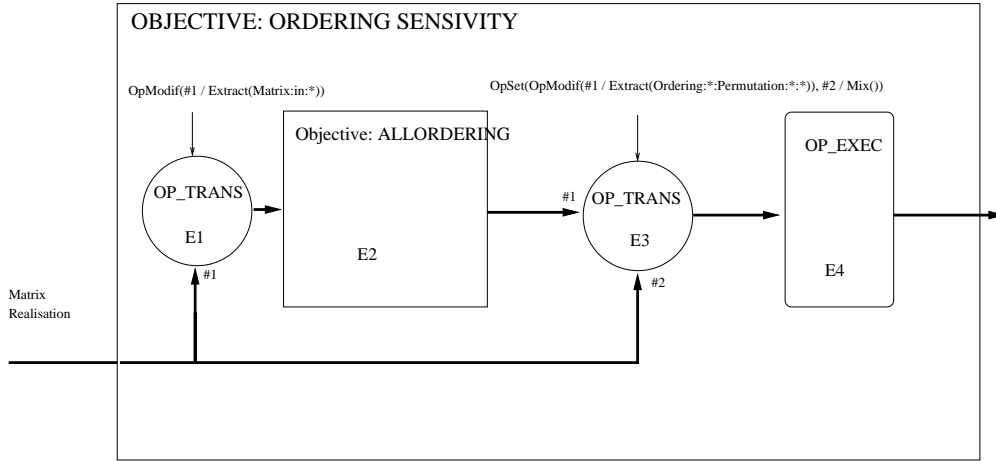 OBJECTIVE: ORDERING SENSIVITY
OpModif(#1 / Extract(Matrix:in:*))
OpSet(OpModif(#1 / Extract(Ordering:*:Permutation:*:*)), #2 / Mix())
Objective: ALLORDERING
OP_EXEC
OP_TRANS
#1
OP_TRANS
E1
E2
E3
E4
#1
#2
Matrix
Realisation